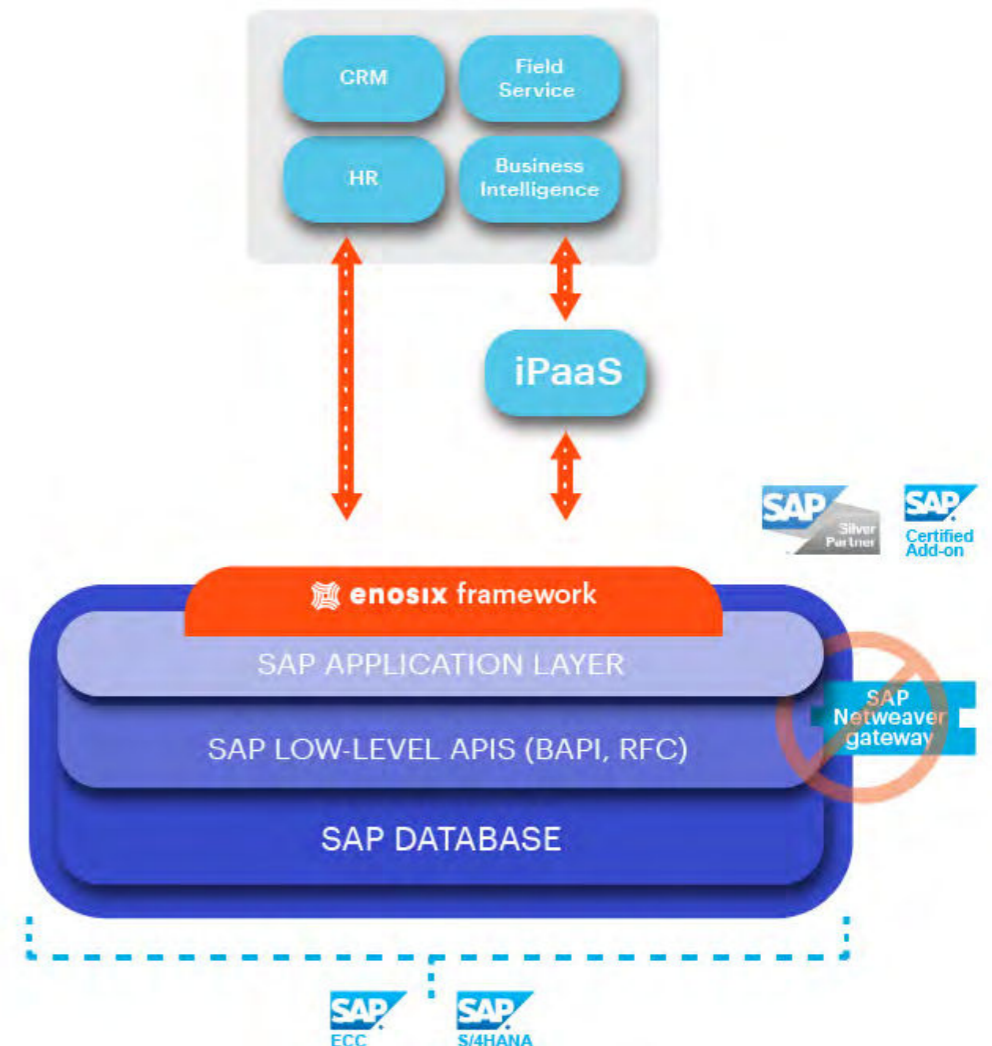 CRM
Field
Service
HR
Business
Intelligence
iPaaS
SAP
Silver
Partner
SAP
Certified
Add-on
enosix framework
SAP APPLICATION LAYER
SAP
Netweaver
gateway
SAP LOW-LEVEL APIS (BAPI, RFC)
SAP DATABASE
SAP
ECC
SAP
S/4HANA